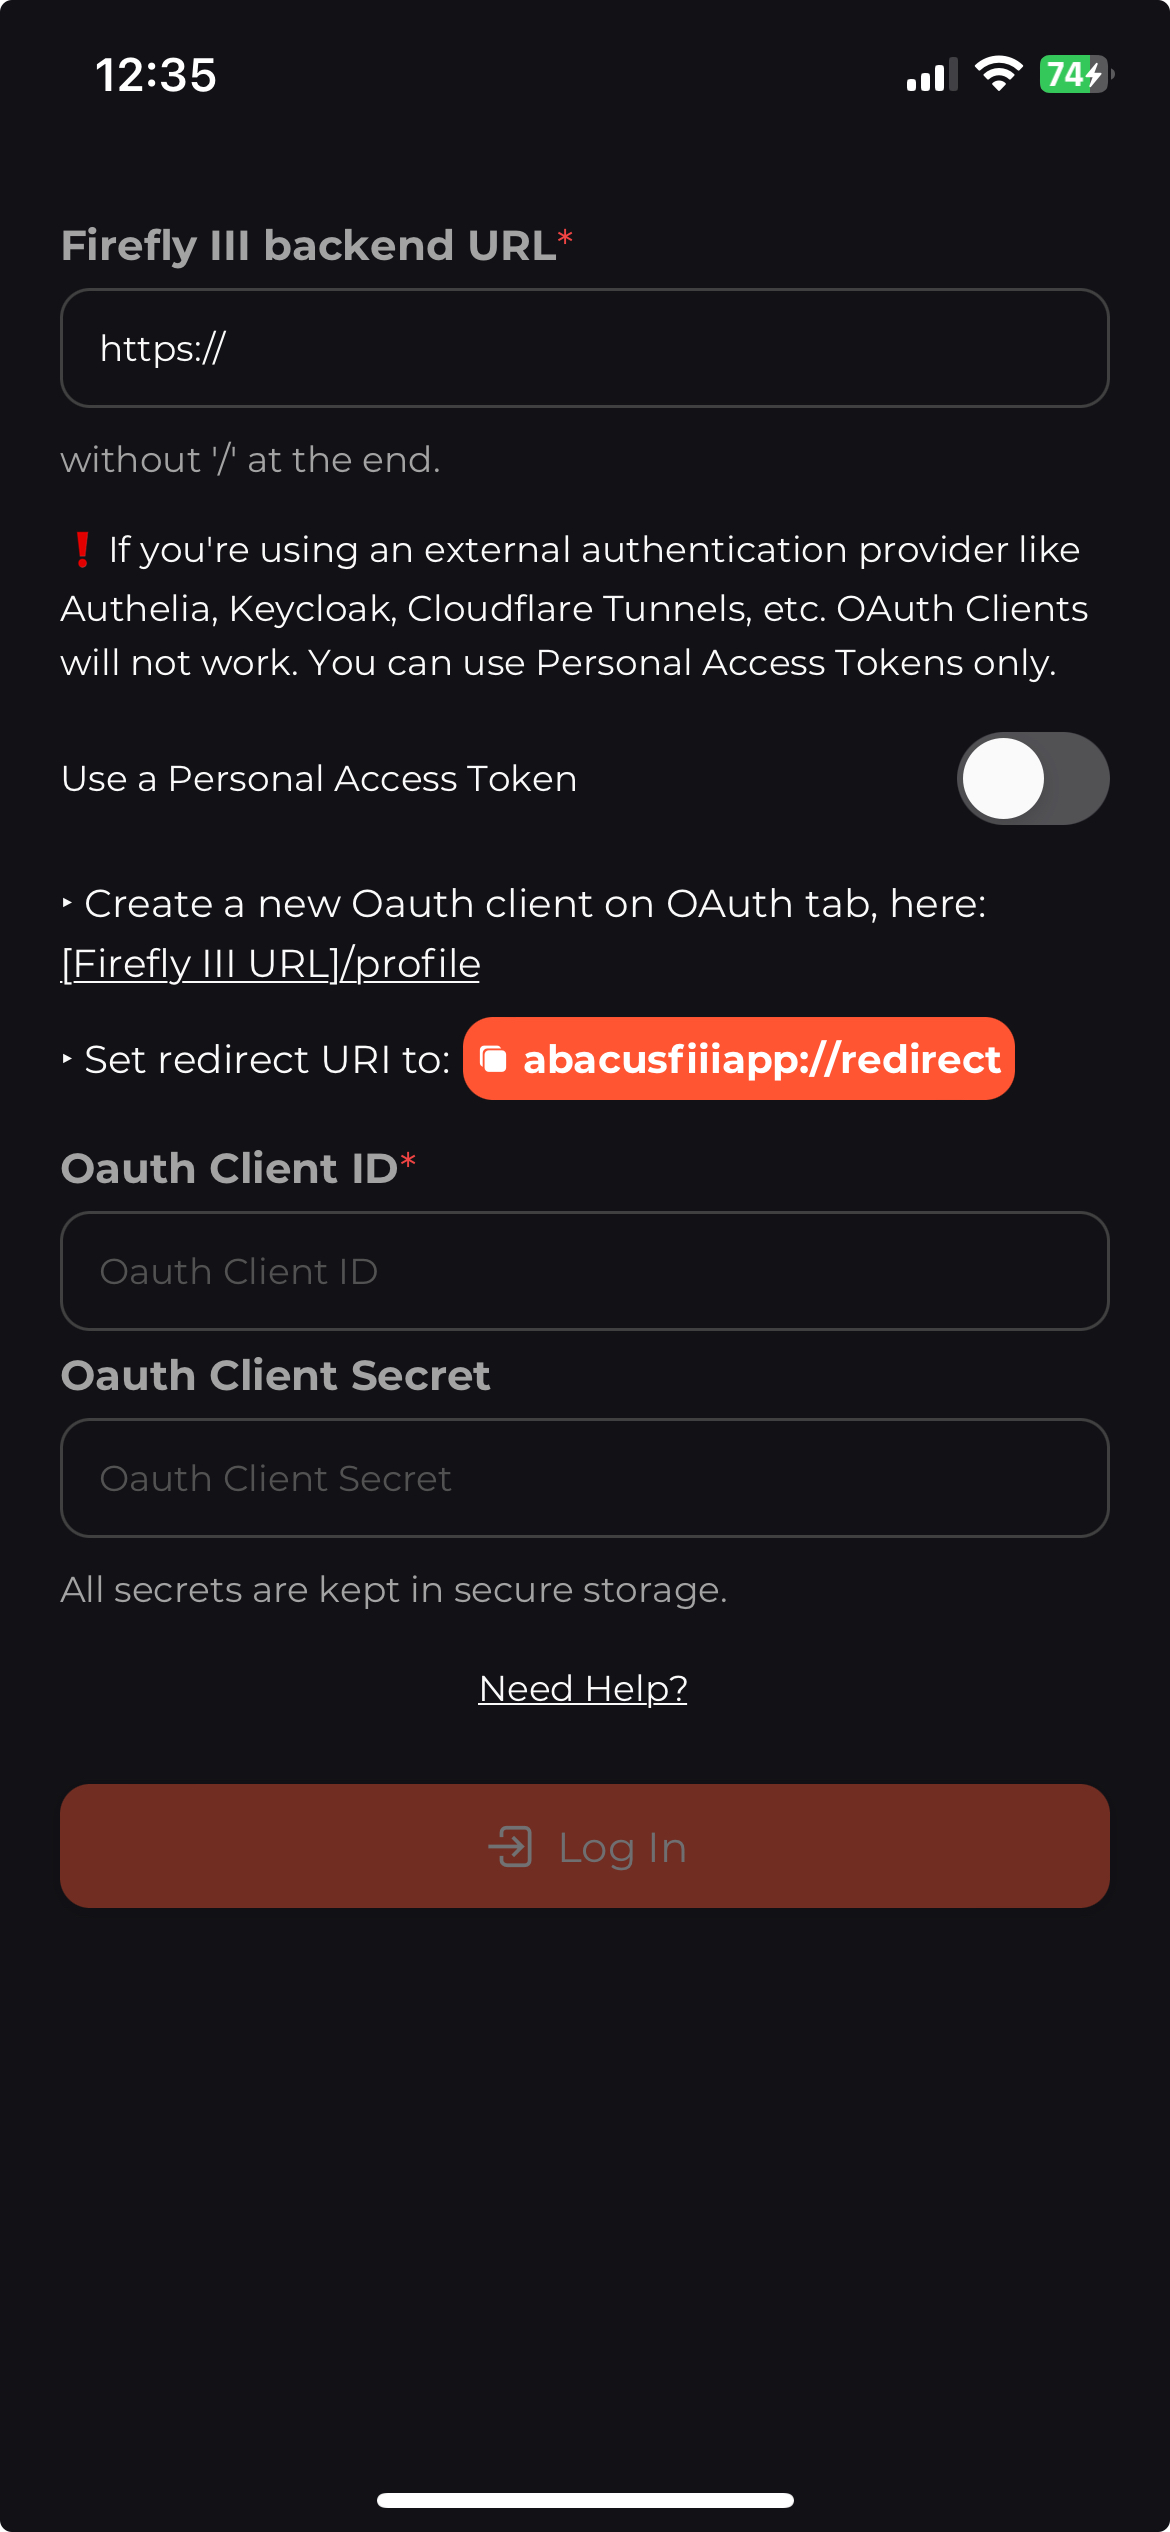 12:35
74
Firefly III backend URL*
https://
without '/' at the end.
❗ If you're using an external authentication provider like
Authelia, Keycloak, Cloudflare Tunnels, etc. OAuth Clients
will not work. You can use Personal Access Tokens only.
Use a Personal Access Token
‣ Create a new Oauth client on OAuth tab, here:
[Firefly III URL]/profile
‣ Set redirect URI to: abacusfiiiapp://redirect
Oauth Client ID*
Oauth Client ID
Oauth Client Secret
Oauth Client Secret
All secrets are kept in secure storage.
Need Help?
Log In